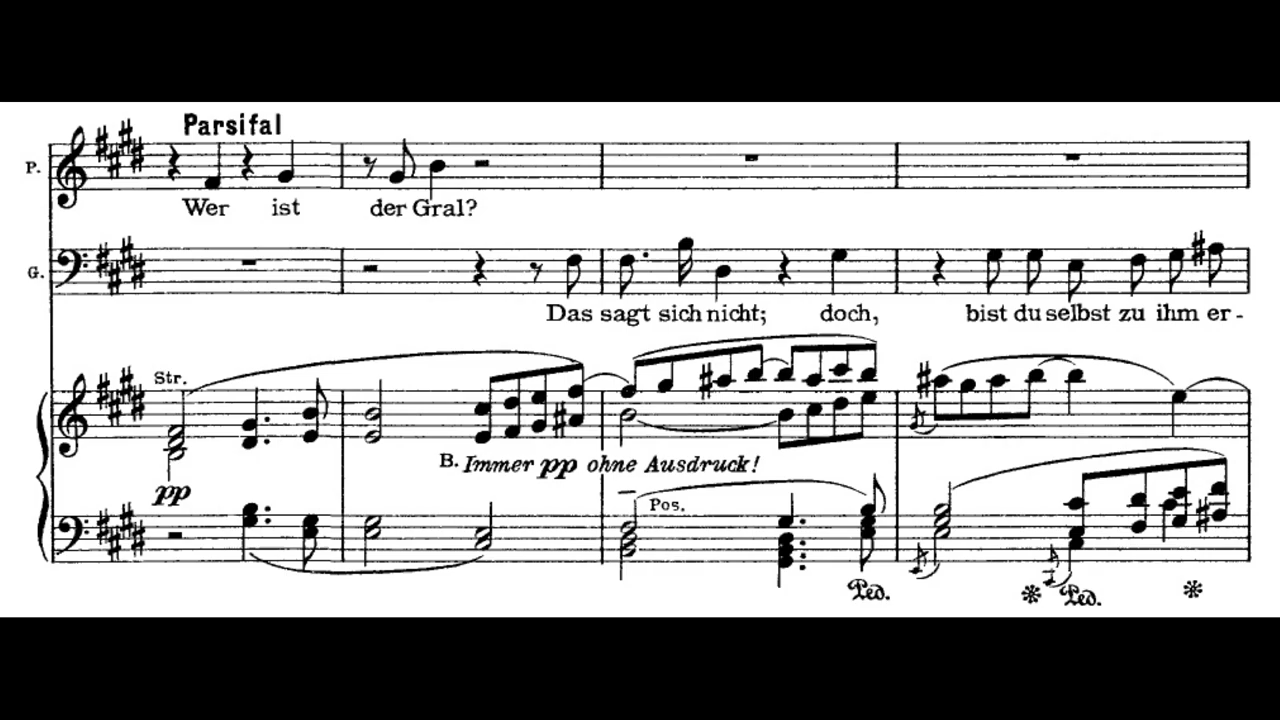 Parsifal
P.
Wer ist der Gral?
G.
Das sagt sich nicht; doch, bist du selbst zu ihm er-
Str.
B. Immer pp ohne Ausdruck!
pp
Pos.
Ped. Ped.